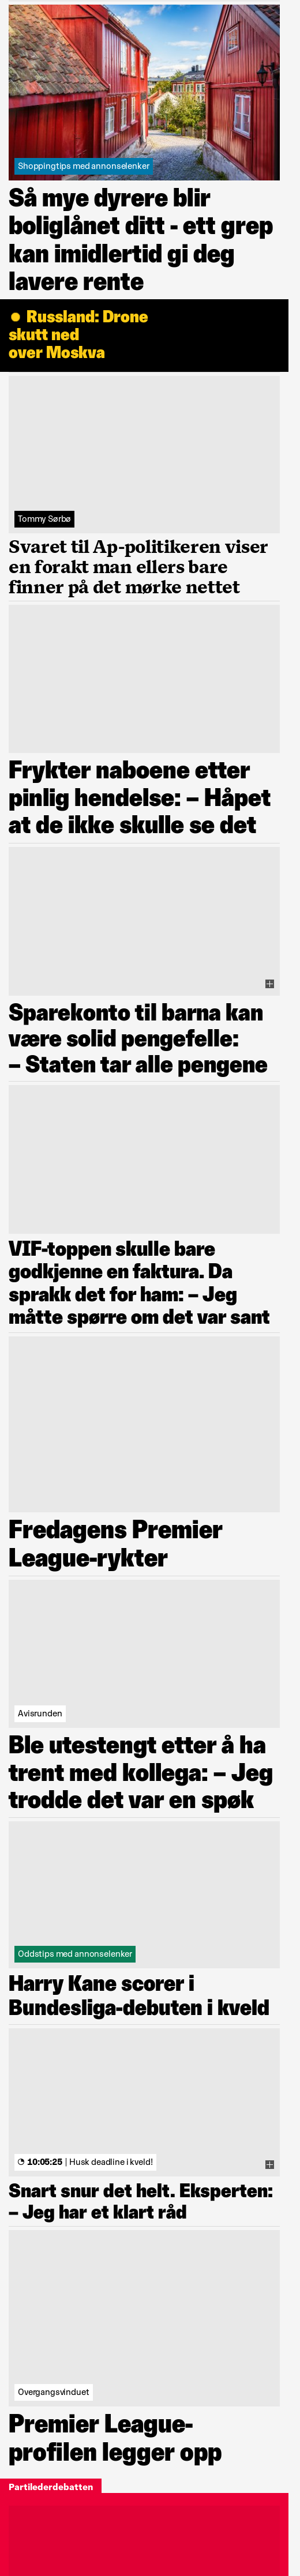 Shoppingtips med annonselenker
Så mye dyrere blir
boliglånet ditt - ett grep
kan imidlertid gi deg
lavere rente
Russland: Drone
skutt ned
over Moskva
Tommy Sørbø
Svaret til Ap-politikeren viser
en forakt man ellers bare
finner på det mørke nettet
Frykter naboene etter
pinlig hendelse: – Håpet
at de ikke skulle se det
Sparekonto til barna kan
være solid pengefelle:
– Staten tar alle pengene
VIF-toppen skulle bare
godkjenne en faktura. Da
sprakk det for ham: – Jeg
måtte spørre om det var sant
Fredagens Premier
League-rykter
Avisrunden
Ble utestengt etter å ha
trent med kollega: – Jeg
trodde det var en spøk
Oddstips med annonselenker
Harry Kane scorer i
Bundesliga-debuten i kveld
10:05:25 | Husk deadline i kveld!
Snart snur det helt. Eksperten:
– Jeg har et klart råd
Overgangsvinduet
Premier League-
profilen legger opp
Partilederdebatten